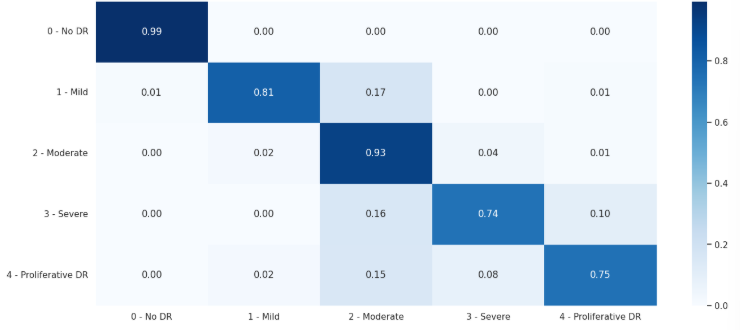 0 - No DR 0.99 0.00 0.00 0.00 0.00
1 - Mild 0.01 0.81 0.17 0.00 0.01
2 - Moderate 0.00 0.02 0.93 0.04 0.01
3 - Severe 0.00 0.00 0.16 0.74 0.10
4 - Proliferative DR 0.00 0.02 0.15 0.08 0.75
0 - No DR 1 - Mild 2 - Moderate 3 - Severe 4 - Proliferative DR
0.8
0.6
0.4
0.2
0.0